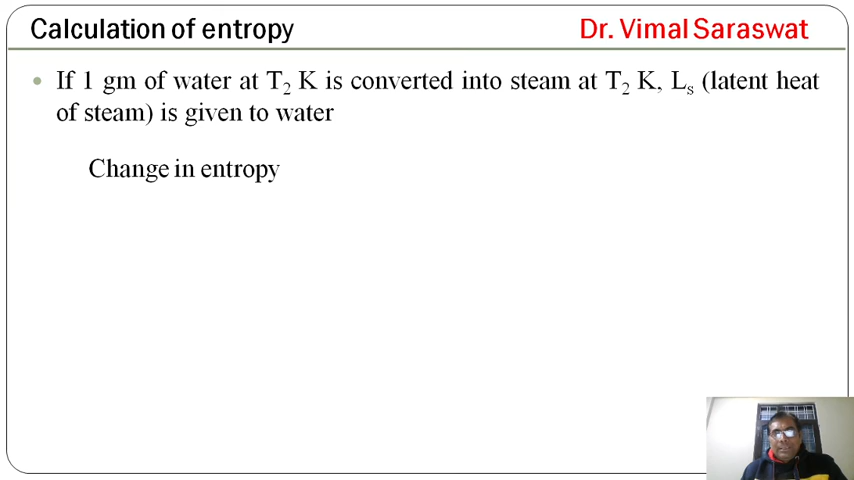 Calculation of entropy
Dr. Vimal Saraswat
• If 1 gm of water at T₂ K is converted into steam at T₂ K, Lₛ (latent heat
of steam) is given to water
Change in entropy